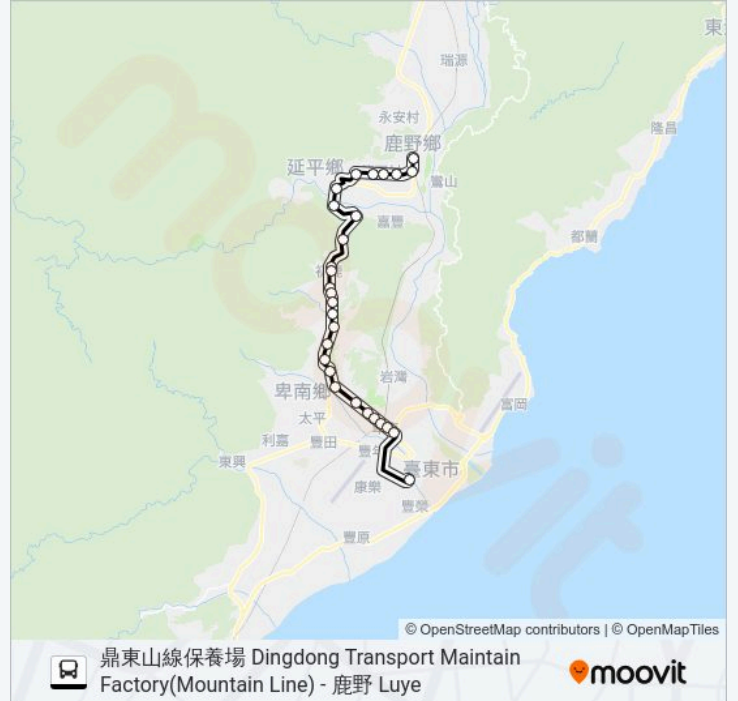 東
瑞源
永安村
隆昌
鹿野鄉
延平鄉
鸞山
嘉豐
都蘭
岩灣
卑南鄉
富岡
太平
利嘉
豐田
東興
臺東市
康樂
豐榮
豐原
© OpenStreetMap contributors | © OpenMapTiles
鼎東山線保養場 Dingdong Transport Maintain
Factory(Mountain Line) - 鹿野 Luye
moovit